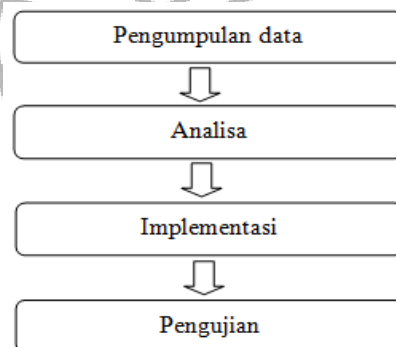 Pengumpulan data
Analisa
Implementasi
Pengujian